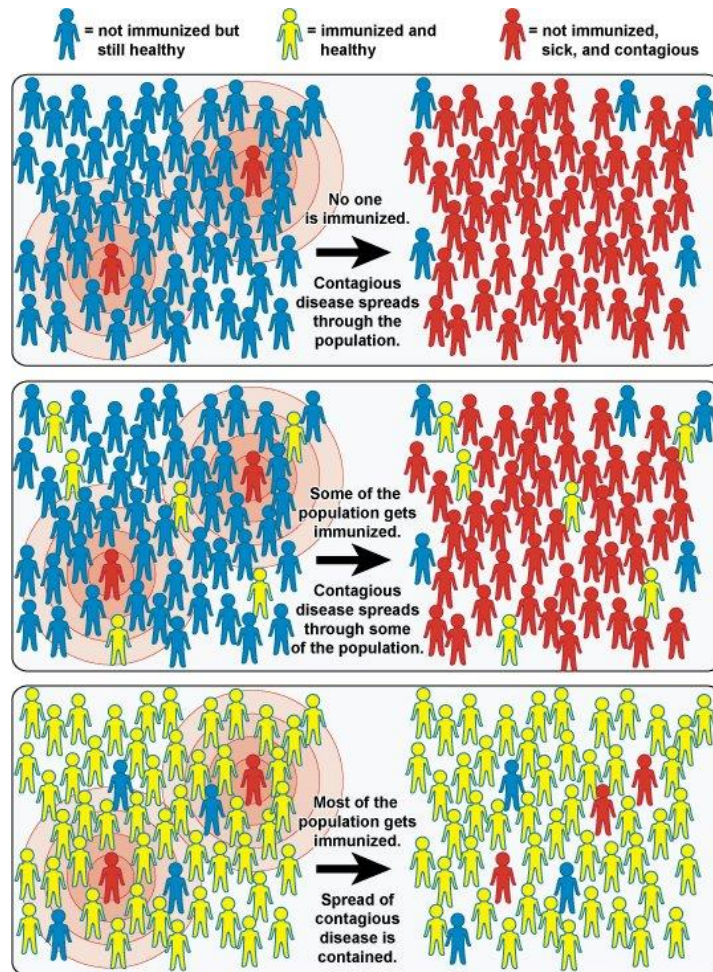 = not immunized but
still healthy
= immunized and
healthy
= not immunized,
sick, and contagious
No one
is immunized.
Contagious
disease spreads
through the
population.
Some of the
population gets
immunized.
Contagious
disease spreads
through some
of the population.
Most of the
population gets
immunized.
Spread of
contagious
disease is
contained.